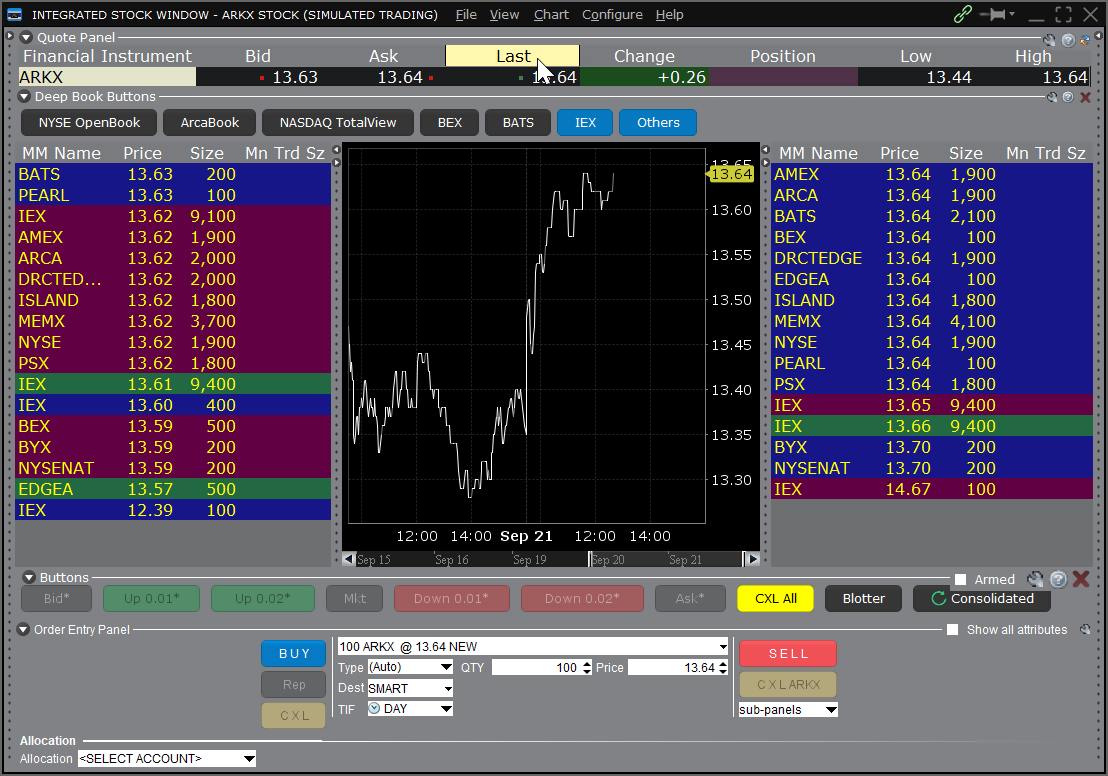 INTEGRATED STOCK WINDOW - ARKX STOCK (SIMULATED TRADING) File View Chart Configure Help
Quote Panel
Financial Instrument Bid Ask Last Change Position Low High
ARKX 13.63 13.64 13.64 +0.26 13.44 13.64
Deep Book Buttons
NYSE OpenBook ArcaBook NASDAQ TotalView BEX BATS IEX Others
MM Name Price Size Mn Trd Sz
BATS 13.63 200
PEARL 13.63 100
IEX 13.62 9,100
AMEX 13.62 1,900
ARCA 13.62 2,000
DRCTED... 13.62 2,000
ISLAND 13.62 1,800
MEMX 13.62 3,700
NYSE 13.62 1,900
PSX 13.62 1,800
IEX 13.61 9,400
IEX 13.60 400
BEX 13.59 500
BYX 13.59 200
NYSENAT 13.59 200
EDGEA 13.57 500
IEX 12.39 100
13.65
13.64
13.60
13.55
13.50
13.45
13.40
13.35
13.30
12:00 14:00 Sep 21 12:00 14:00
Sep 15 Sep 16 Sep 19 Sep 20 Sep 21
MM Name Price Size Mn Trd Sz
AMEX 13.64 1,900
ARCA 13.64 1,900
BATS 13.64 2,100
BEX 13.64 100
DRCTEDGE 13.64 1,900
EDGEA 13.64 100
ISLAND 13.64 1,800
MEMX 13.64 4,100
NYSE 13.64 1,900
PEARL 13.64 100
PSX 13.64 1,800
IEX 13.65 9,400
IEX 13.66 9,400
BYX 13.70 200
NYSENAT 13.70 200
IEX 14.67 100
Buttons Armed
Bid* Up 0.01* Up 0.02* Mkt Down 0.01* Down 0.02* Ask* CXL All Blotter Consolidated
Order Entry Panel Show all attributes
BUY 100 ARKX @ 13.64 NEW SELL
Type (Auto) QTY 100 Price 13.64
Rep Dest SMART CXL ARKX
CXL TIF DAY sub-panels
Allocation
Allocation <SELECT ACCOUNT>